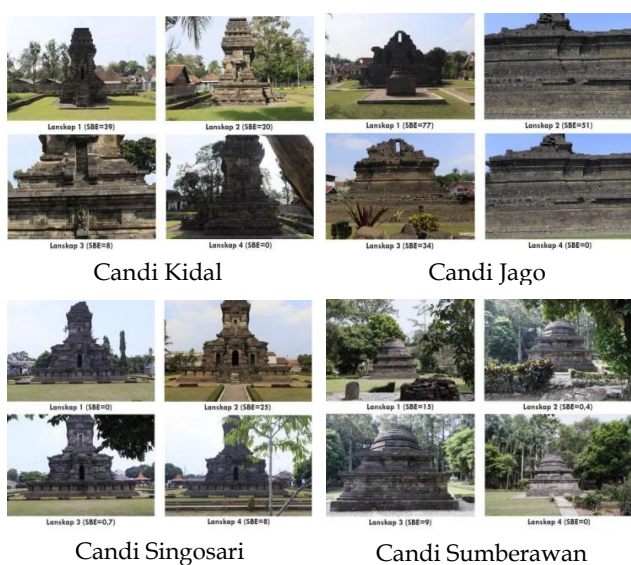 Lanskap 1 (SBE=39)
Lanskap 2 (SBE=20)
Lanskap 3 (SBE=8)
Lanskap 4 (SBE=0)
Candi Kidal
Lanskap 1 (SBE=77)
Lanskap 2 (SBE=51)
Lanskap 3 (SBE=34)
Lanskap 4 (SBE=0)
Candi Jago
Lanskap 1 (SBE=0)
Lanskap 2 (SBE=25)
Lanskap 3 (SBE=0,7)
Lanskap 4 (SBE=8)
Candi Singosari
Lanskap 1 (SBE=15)
Lanskap 2 (SBE=0,4)
Lanskap 3 (SBE=9)
Lanskap 4 (SBE=0)
Candi Sumberawan